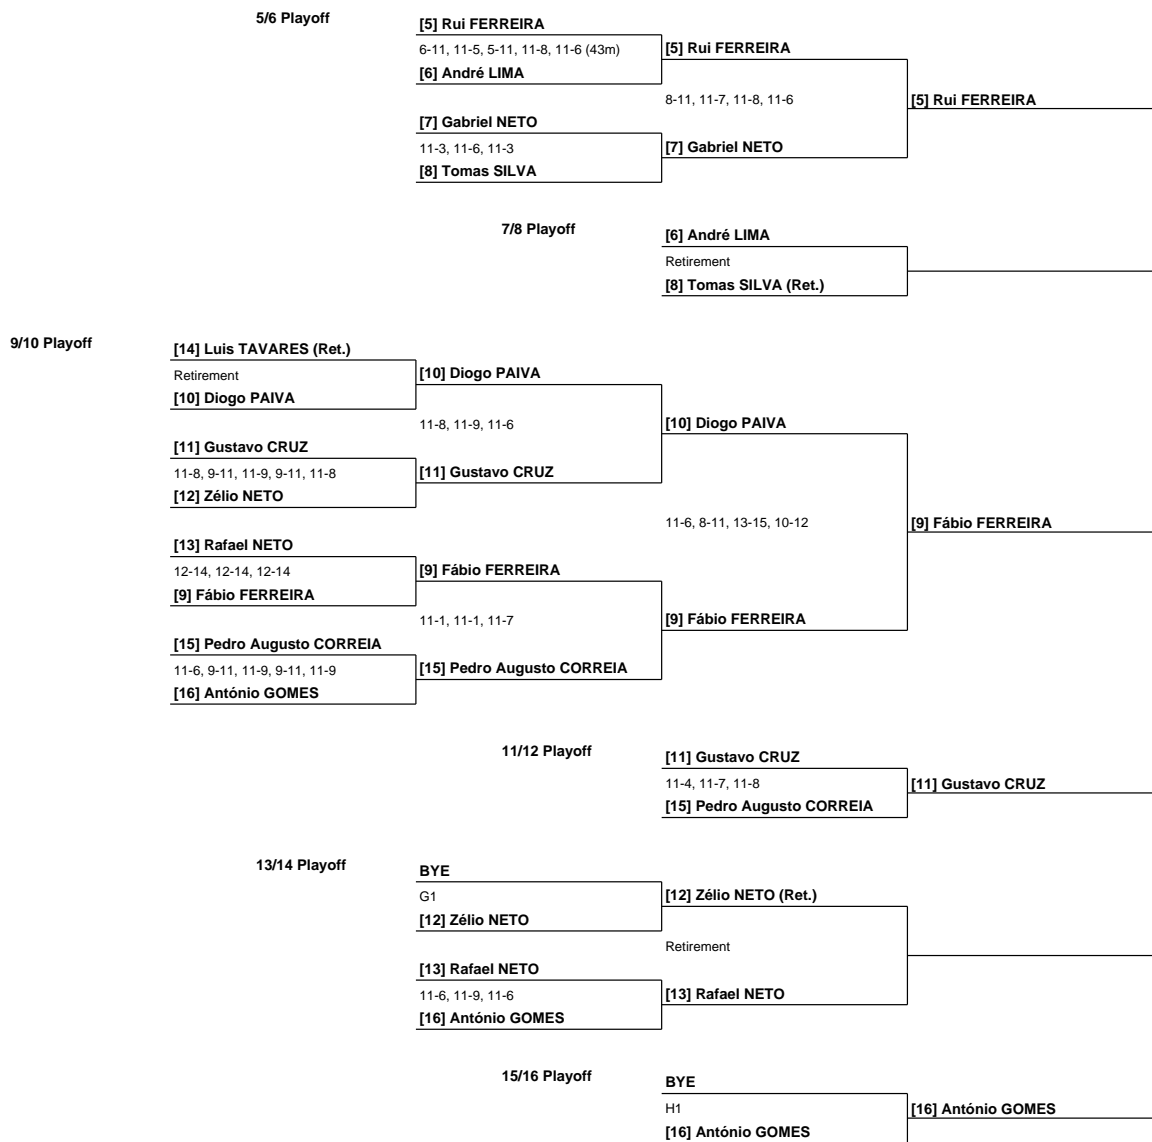 5/6 Playoff
[5] Rui FERREIRA
6-11, 11-5, 5-11, 11-8, 11-6 (43m)
[5] Rui FERREIRA
[6] André LIMA
8-11, 11-7, 11-8, 11-6
[5] Rui FERREIRA
[7] Gabriel NETO
11-3, 11-6, 11-3
[7] Gabriel NETO
[8] Tomas SILVA
7/8 Playoff
[6] André LIMA
Retirement
[8] Tomas SILVA (Ret.)
9/10 Playoff
[14] Luis TAVARES (Ret.)
Retirement
[10] Diogo PAIVA
[10] Diogo PAIVA
11-8, 11-9, 11-6
[10] Diogo PAIVA
[11] Gustavo CRUZ
11-8, 9-11, 11-9, 9-11, 11-8
[11] Gustavo CRUZ
[12] Zélio NETO
11-6, 8-11, 13-15, 10-12
[9] Fábio FERREIRA
[13] Rafael NETO
12-14, 12-14, 12-14
[9] Fábio FERREIRA
[9] Fábio FERREIRA
11-1, 11-1, 11-7
[9] Fábio FERREIRA
[15] Pedro Augusto CORREIA
11-6, 9-11, 11-9, 9-11, 11-9
[15] Pedro Augusto CORREIA
[16] António GOMES
11/12 Playoff
[11] Gustavo CRUZ
11-4, 11-7, 11-8
[11] Gustavo CRUZ
[15] Pedro Augusto CORREIA
13/14 Playoff
BYE
G1
[12] Zélio NETO (Ret.)
[12] Zélio NETO
Retirement
[13] Rafael NETO
11-6, 11-9, 11-6
[13] Rafael NETO
[16] António GOMES
15/16 Playoff
BYE
H1
[16] António GOMES
[16] António GOMES